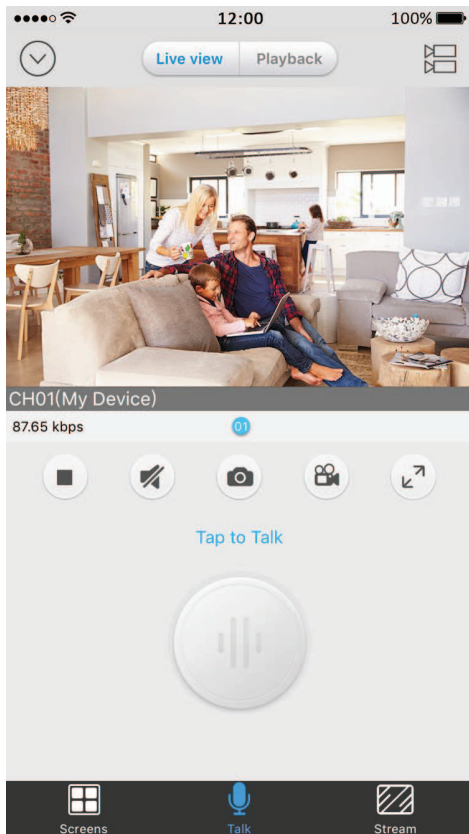 12:00
100%
Live view
Playback
CH01(My Device)
87.65 kbps
01
Tap to Talk
Screens
Talk
Stream